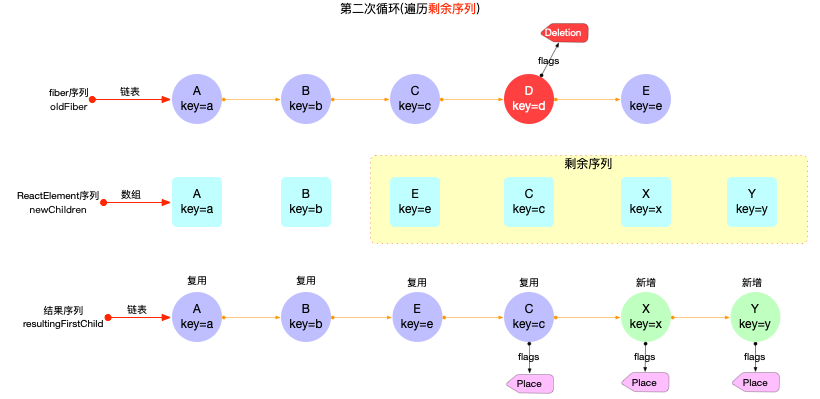 第二次循环(遍历剩余序列)
Deletion
flags
fiber序列
oldFiber
链表
A
key=a
B
key=b
C
key=c
D
key=d
E
key=e
剩余序列
ReactElement序列
newChildren
数组
A
key=a
B
key=b
E
key=e
C
key=c
X
key=x
Y
key=y
复用
复用
复用
复用
新增
新增
结果序列
resultingFirstChild
链表
A
key=a
B
key=b
E
key=e
C
key=c
X
key=x
Y
key=y
flags
flags
flags
Place
Place
Place